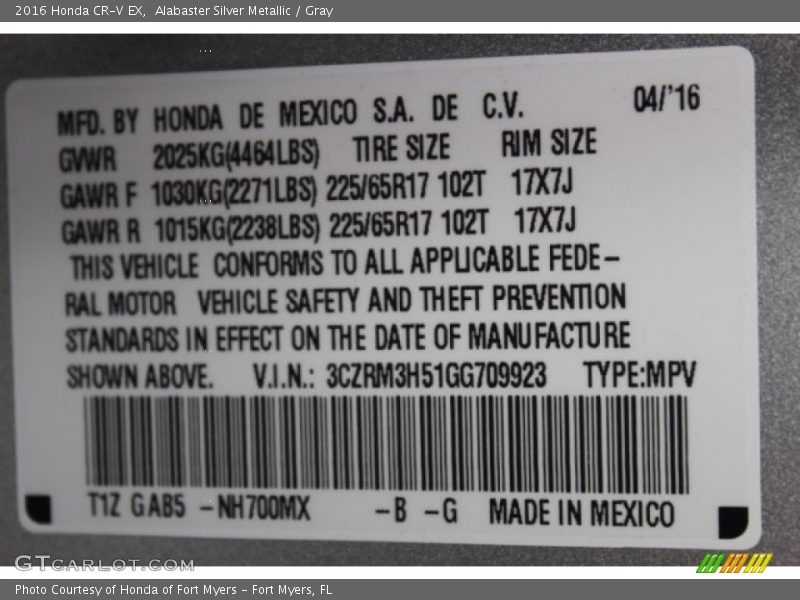 2016 Honda CR-V EX,  Alabaster Silver Metallic / Gray
MFD. BY HONDA DE MEXICO S.A. DE C.V. 04/'16
GVWR 2025KG(4464LBS) TIRE SIZE RIM SIZE
GAWR F 1030KG(2271LBS) 225/65R17 102T 17X7J
GAWR R 1015KG(2238LBS) 225/65R17 102T 17X7J
THIS VEHICLE CONFORMS TO ALL APPLICABLE FEDE-
RAL MOTOR VEHICLE SAFETY AND THEFT PREVENTION
STANDARDS IN EFFECT ON THE DATE OF MANUFACTURE
SHOWN ABOVE. V.I.N.: 3CZRM3H51GG709923 TYPE:MPV
T1Z GAB5 -NH700MX -B -G MADE IN MEXICO
GTcarlot.com
Photo Courtesy of Honda of Fort Myers - Fort Myers, FL